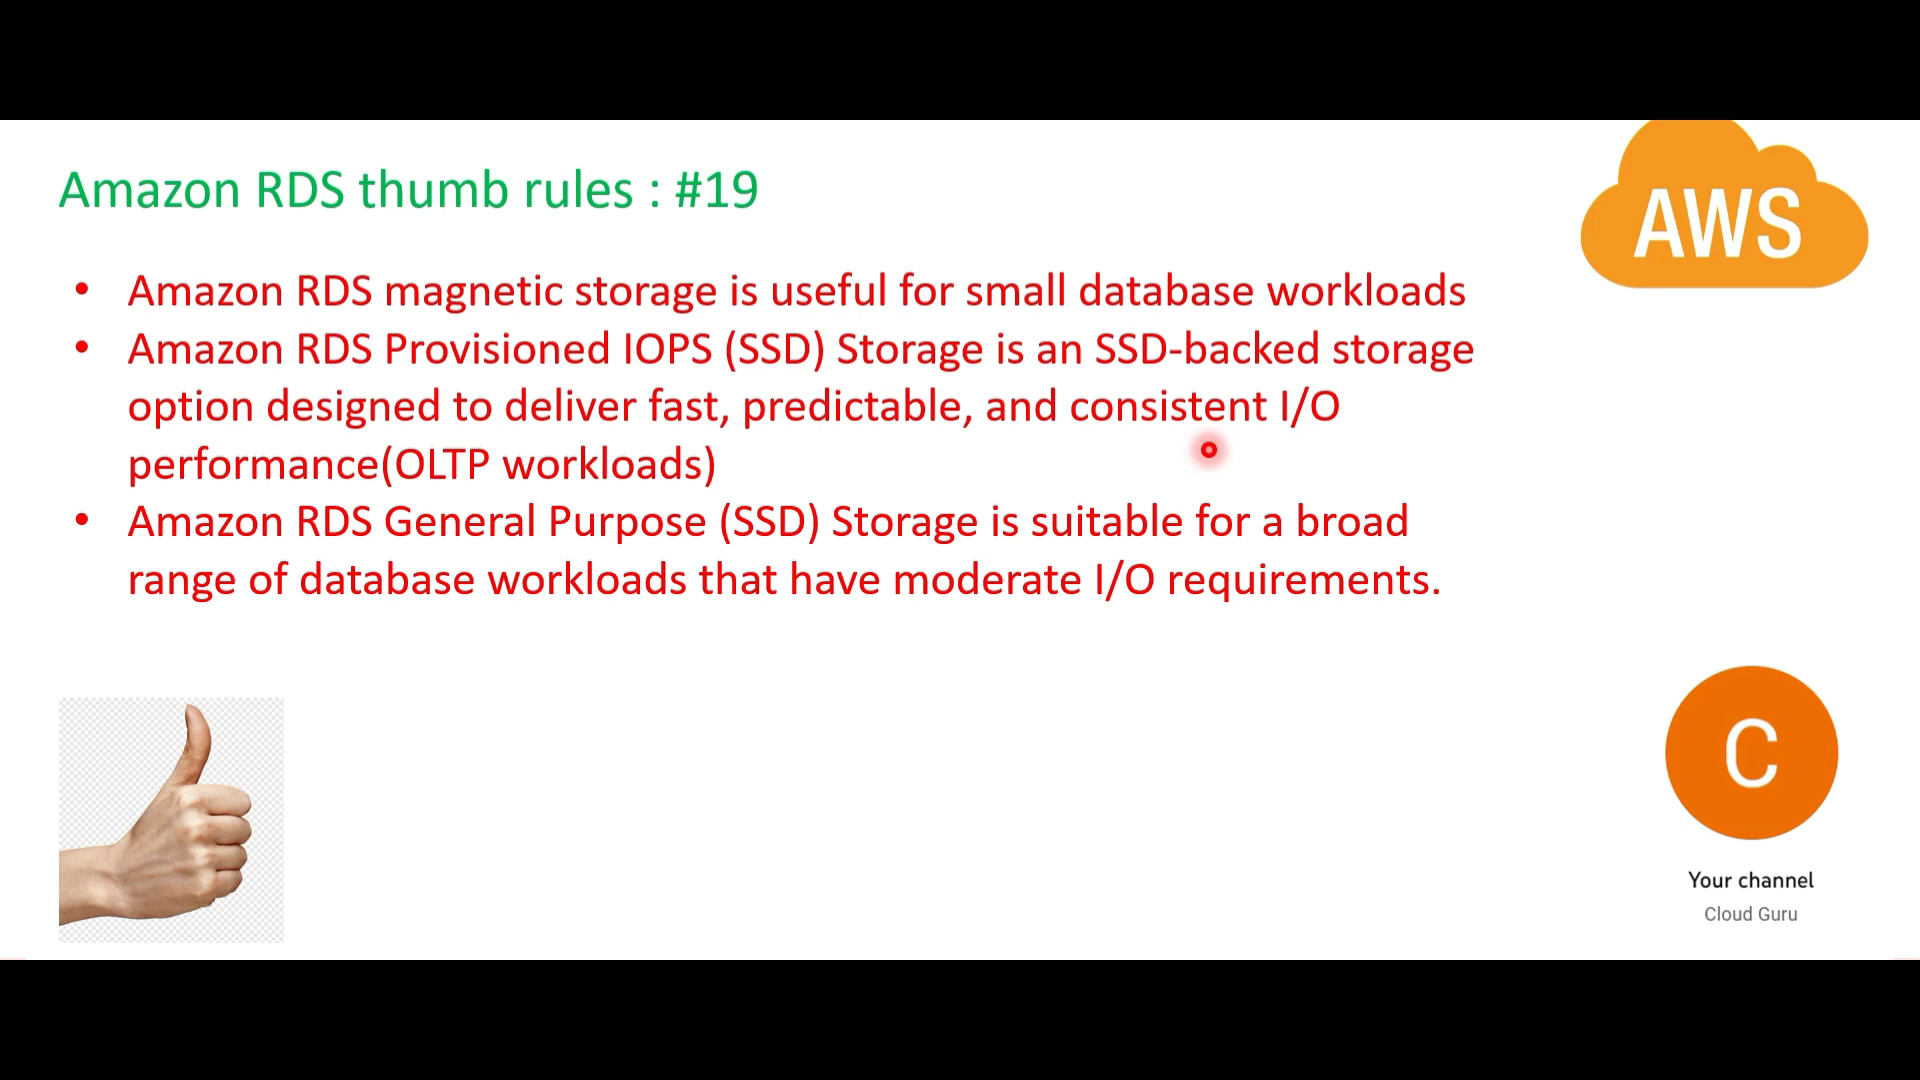 Amazon RDS thumb rules : #19
AWS
• Amazon RDS magnetic storage is useful for small database workloads
• Amazon RDS Provisioned IOPS (SSD) Storage is an SSD-backed storage
option designed to deliver fast, predictable, and consistent I/O
performance(OLTP workloads)
• Amazon RDS General Purpose (SSD) Storage is suitable for a broad
range of database workloads that have moderate I/O requirements.
C
Your channel
Cloud Guru